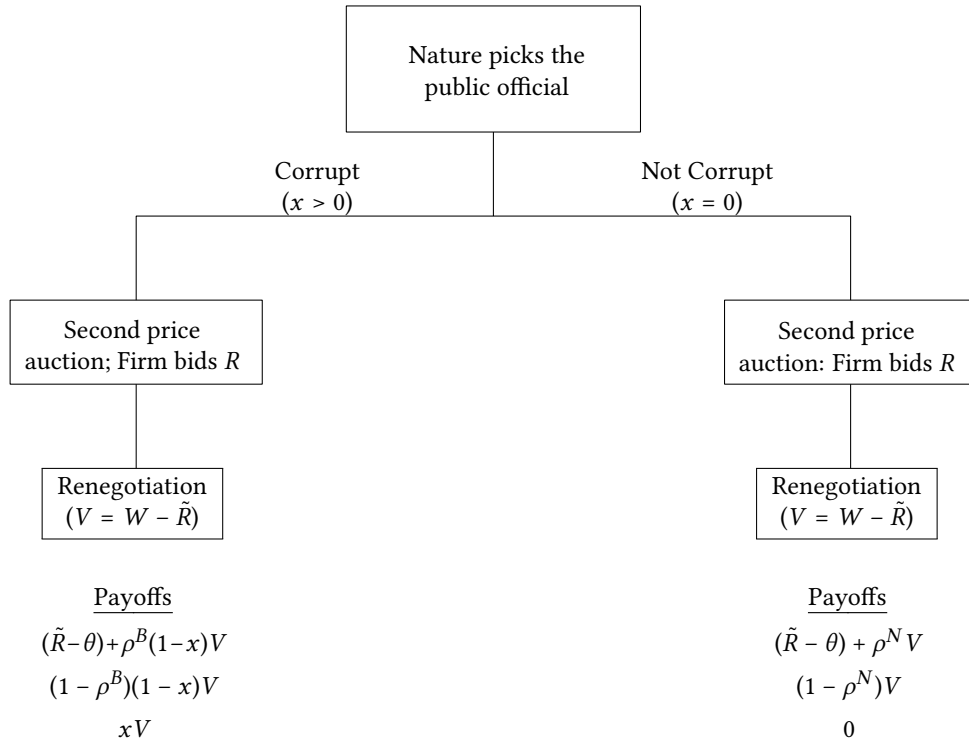 Nature picks the
public official
Corrupt
(x > 0)
Not Corrupt
(x = 0)
Second price
auction; Firm bids R
Second price
auction: Firm bids R
Renegotiation
(V = W − R̃)
Renegotiation
(V = W − R̃)
Payoffs
(R̃−θ)+ρ^B(1−x)V
(1 − ρ^B)(1 − x)V
xV
Payoffs
(R̃ − θ) + ρ^N V
(1 − ρ^N)V
0